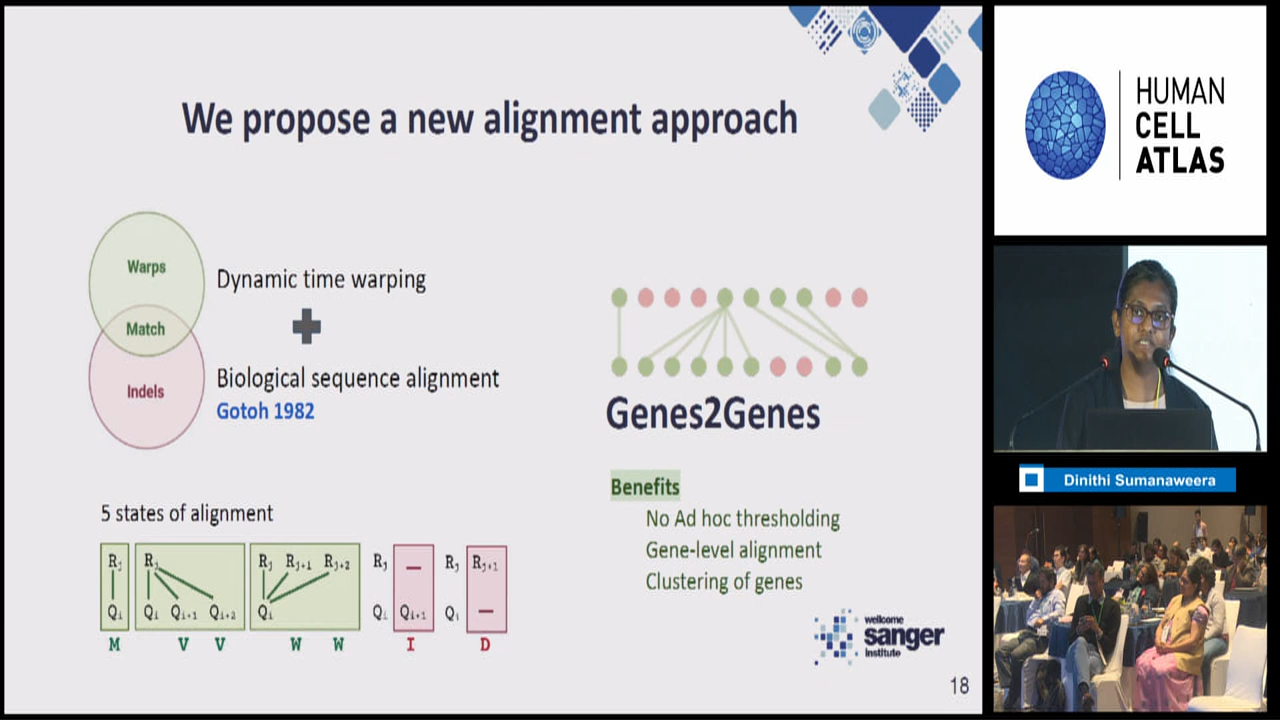 We propose a new alignment approach
Warps
Match
Indels
Dynamic time warping
Biological sequence alignment
Gotoh 1982
Genes2Genes
Benefits
No Ad hoc thresholding
Gene-level alignment
Clustering of genes
5 states of alignment
Rj Rj Rj Rj+1 Rj+2 Rj — Rj Rj+1
Qi Qi Qi+1 Qi+2 Qi Qi Qi+1 Qi —
M V V W W I D
wellcome
sanger
institute
18
HUMAN
CELL
ATLAS
Dinithi Sumanaweera